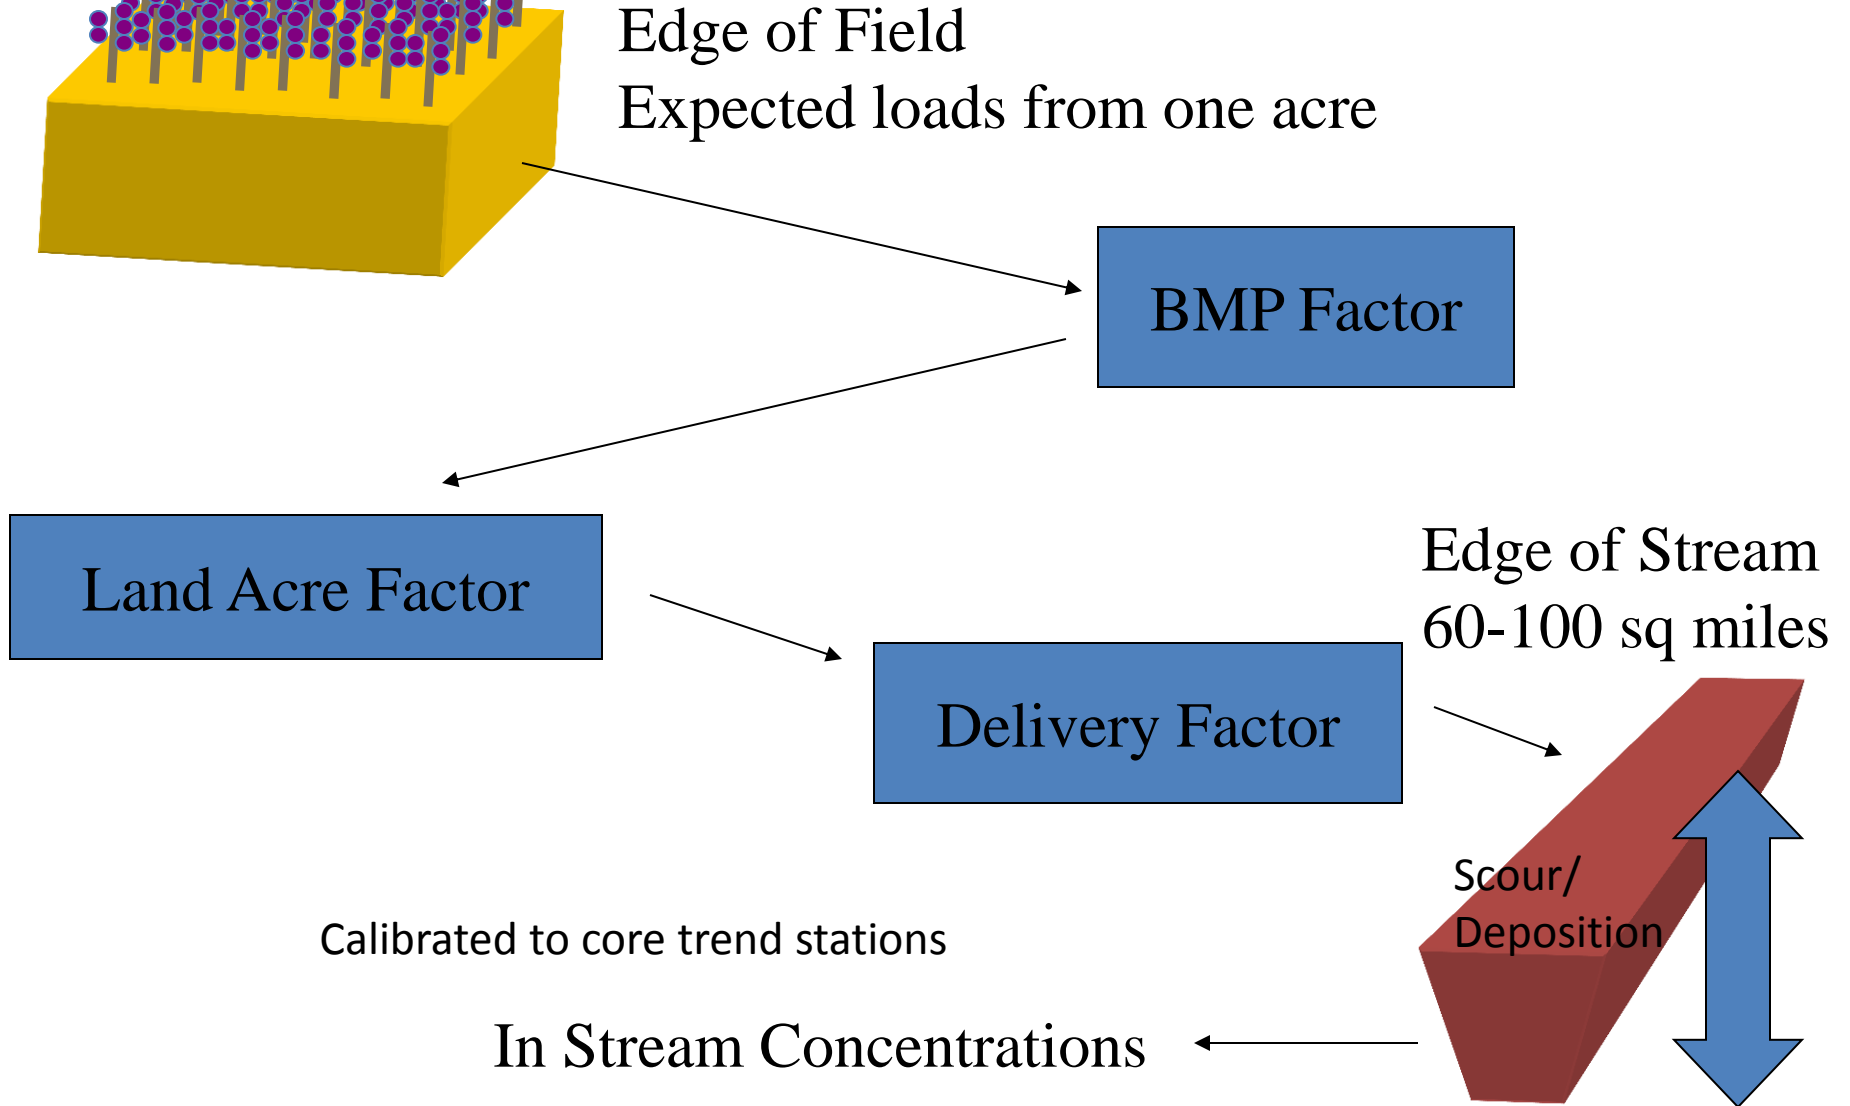 Edge of Field
Expected loads from one acre
BMP Factor
Land Acre Factor
Edge of Stream
60-100 sq miles
Delivery Factor
Scour/
Deposition
Calibrated to core trend stations
In Stream Concentrations